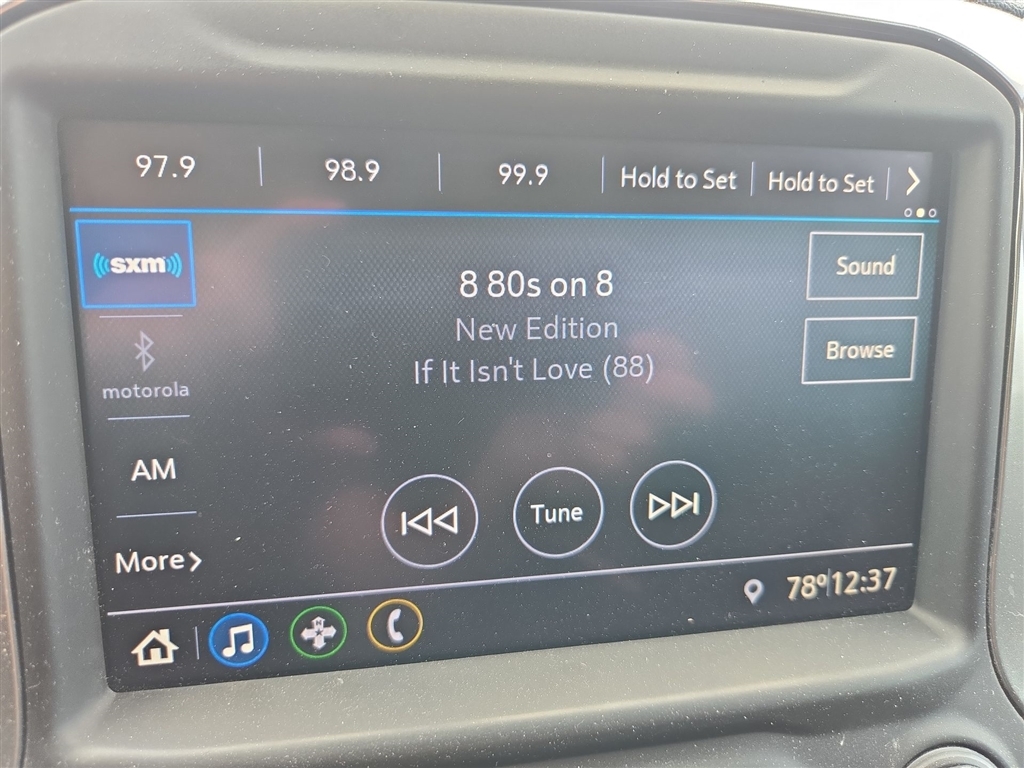 97.9 98.9 99.9 Hold to Set Hold to Set
sxm
8 80s on 8
Sound
New Edition
Browse
If It Isn't Love (88)
motorola
AM
Tune
More
78° 12:37
N